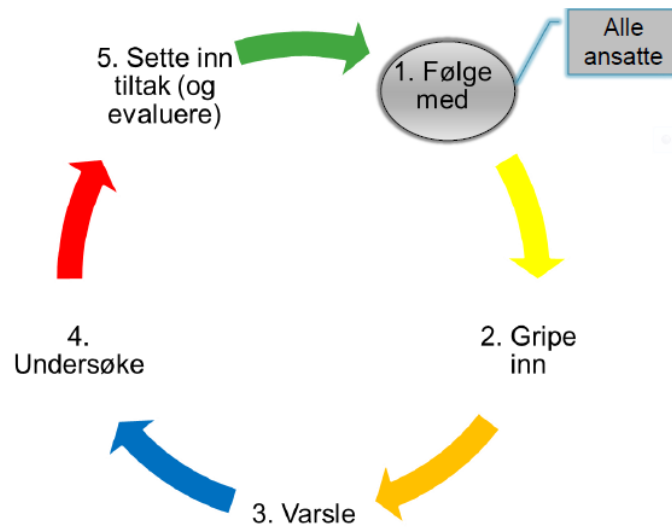 Alle
ansatte
1. Følge
med
2. Gripe
inn
3. Varsle
4.
Undersøke
5. Sette inn
tiltak (og
evaluere)